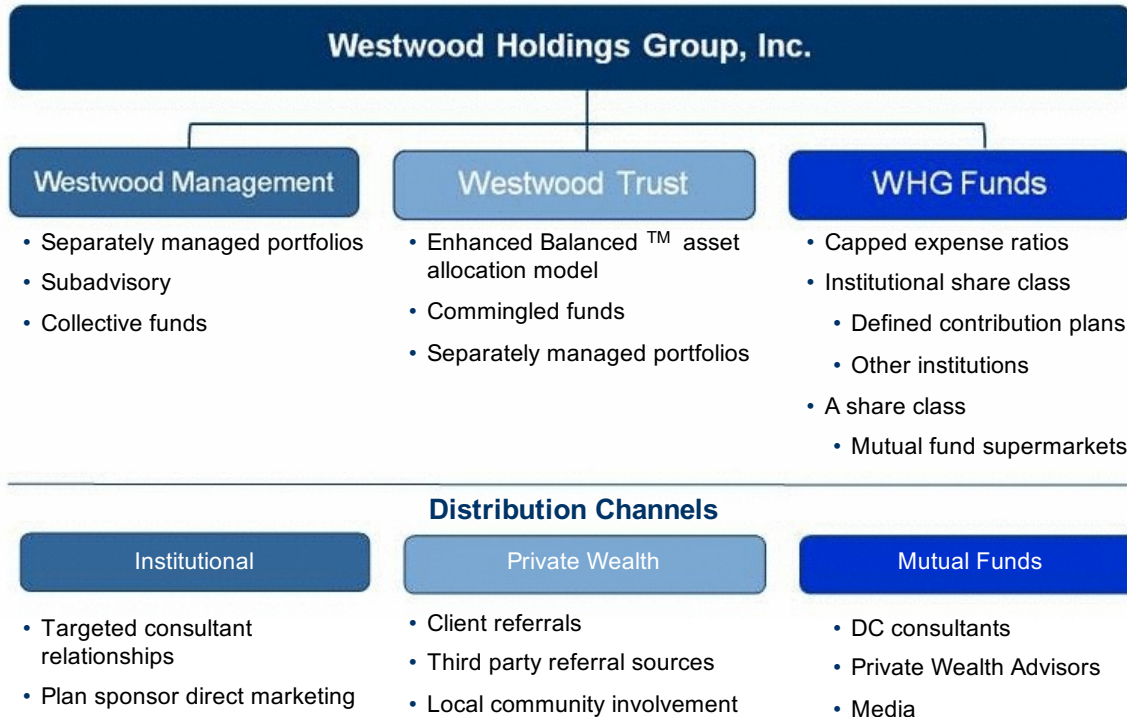 Westwood Holdings Group, Inc.
Westwood Management
• Separately managed portfolios
• Subadvisory
• Collective funds
Westwood Trust
• Enhanced Balanced ™ asset
allocation model
• Commingled funds
• Separately managed portfolios
WHG Funds
• Capped expense ratios
• Institutional share class
• Defined contribution plans
• Other institutions
• A share class
• Mutual fund supermarkets
Distribution Channels
Institutional
• Targeted consultant
relationships
• Plan sponsor direct marketing
Private Wealth
• Client referrals
• Third party referral sources
• Local community involvement
Mutual Funds
• DC consultants
• Private Wealth Advisors
• Media